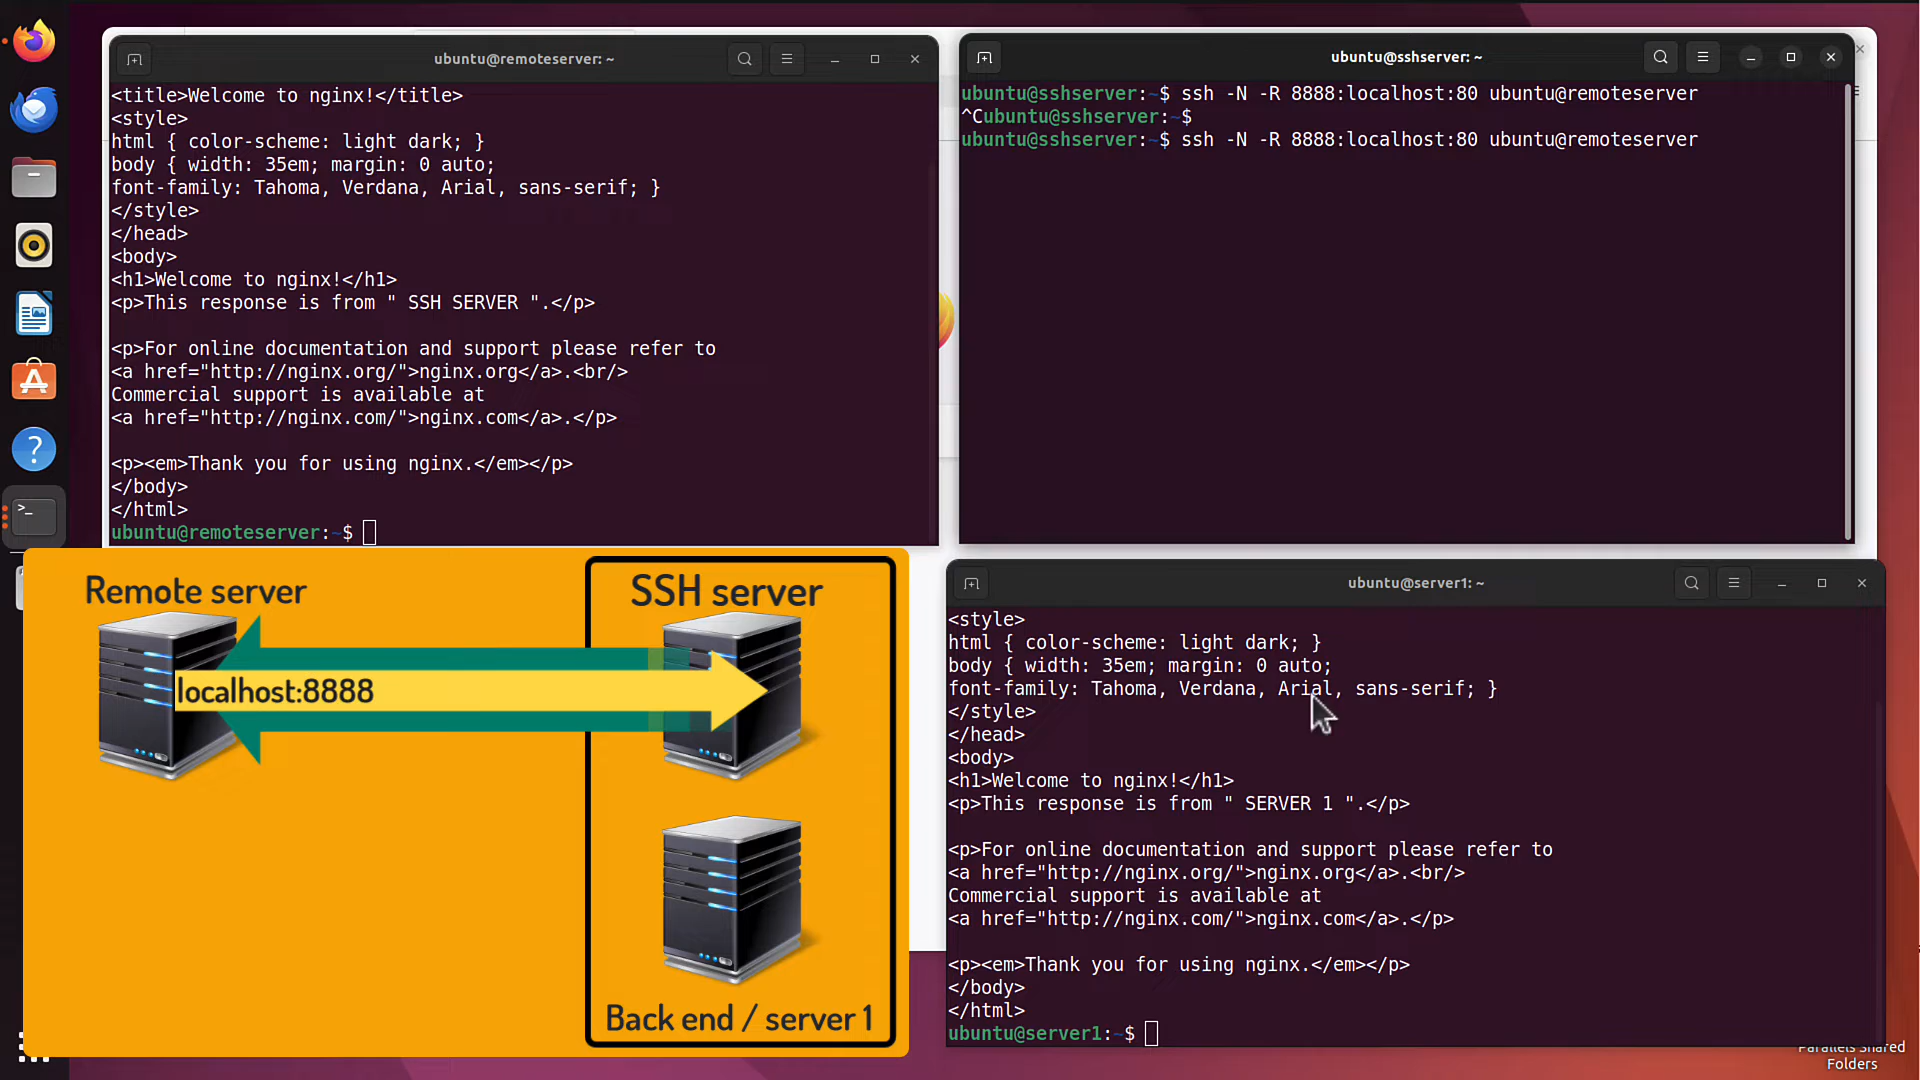 ubuntu@remoteserver: ~
<title>Welcome to nginx!</title>
<style>
html { color-scheme: light dark; }
body { width: 35em; margin: 0 auto;
font-family: Tahoma, Verdana, Arial, sans-serif; }
</style>
</head>
<body>
<h1>Welcome to nginx!</h1>
<p>This response is from " SSH SERVER ".</p>
<p>For online documentation and support please refer to
<a href="http://nginx.org/">nginx.org</a>.<br/>
Commercial support is available at
<a href="http://nginx.com/">nginx.com</a>.</p>
<p><em>Thank you for using nginx.</em></p>
</body>
</html>
ubuntu@remoteserver:~$
ubuntu@sshserver: ~
ubuntu@sshserver:~$ ssh -N -R 8888:localhost:80 ubuntu@remoteserver
^Cubuntu@sshserver:~$
ubuntu@sshserver:~$ ssh -N -R 8888:localhost:80 ubuntu@remoteserver
Remote server
SSH server
localhost:8888
Back end / server 1
ubuntu@server1: ~
<style>
html { color-scheme: light dark; }
body { width: 35em; margin: 0 auto;
font-family: Tahoma, Verdana, Arial, sans-serif; }
</style>
</head>
<body>
<h1>Welcome to nginx!</h1>
<p>This response is from " SERVER 1 ".</p>
<p>For online documentation and support please refer to
<a href="http://nginx.org/">nginx.org</a>.<br/>
Commercial support is available at
<a href="http://nginx.com/">nginx.com</a>.</p>
<p><em>Thank you for using nginx.</em></p>
</body>
</html>
ubuntu@server1:~$
Parallels Shared
Folders